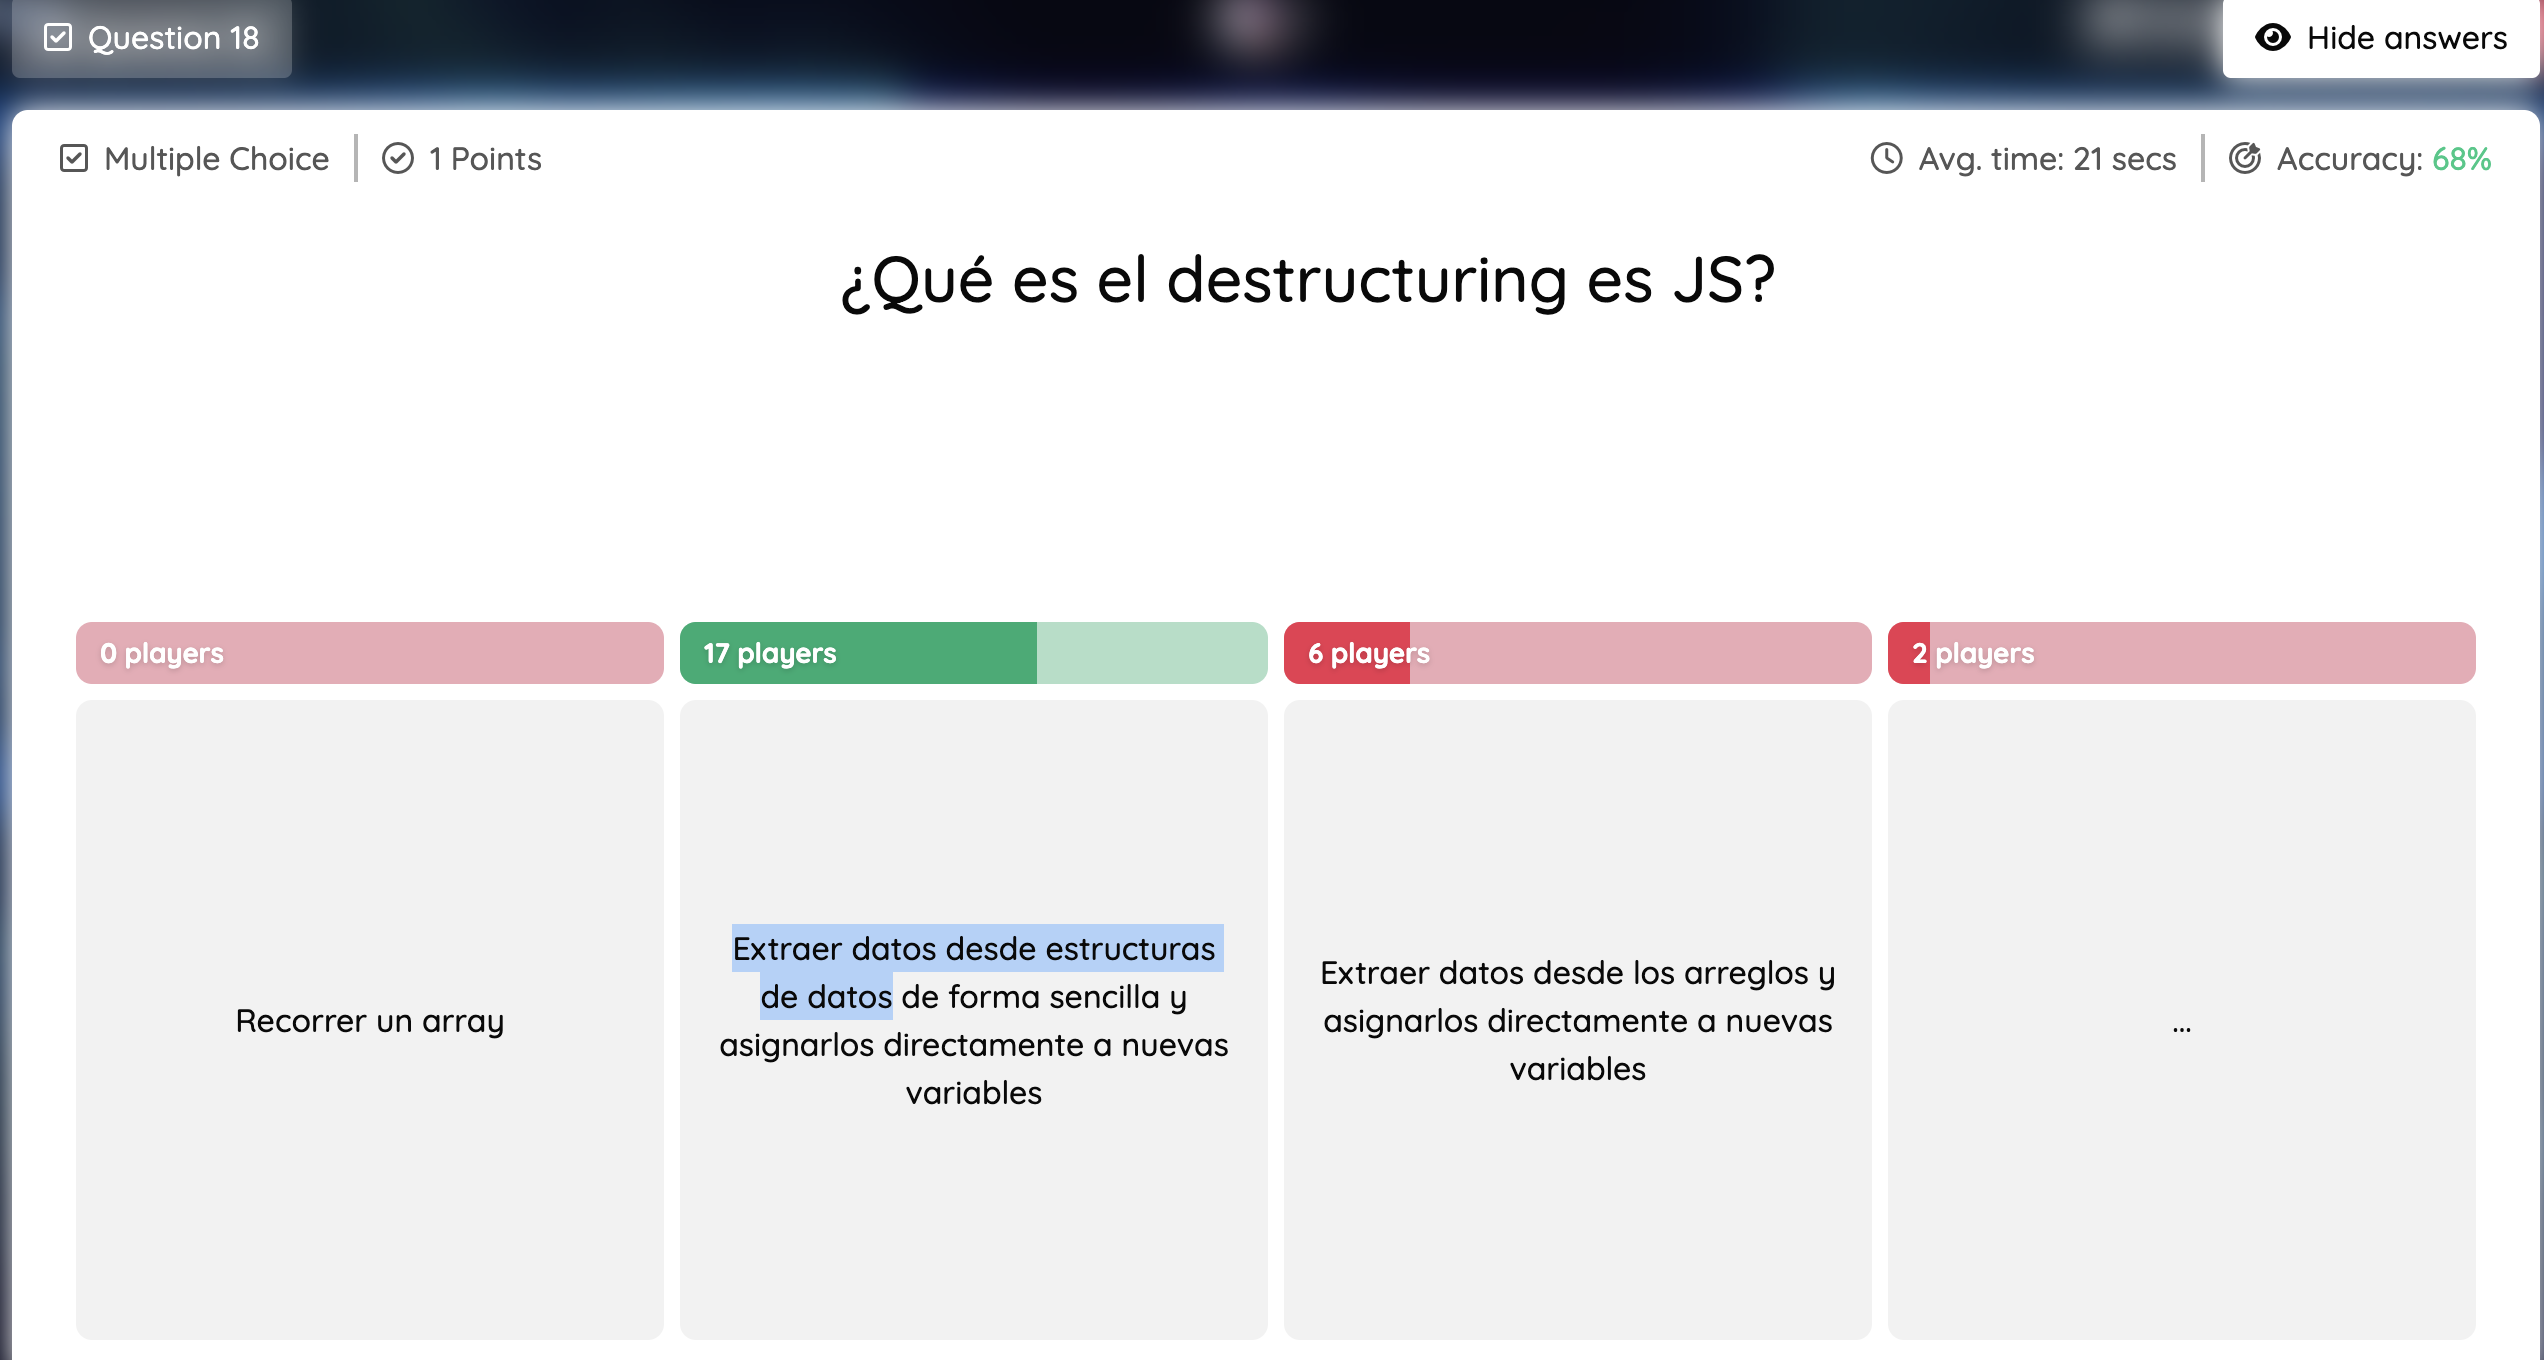 Question 18
Hide answers
Multiple Choice
1 Points
Avg. time: 21 secs
Accuracy: 68%
¿Qué es el destructuring es JS?
0 players
17 players
6 players
2 players
Recorrer un array
Extraer datos desde estructuras
de datos de forma sencilla y
asignarlos directamente a nuevas
variables
Extraer datos desde los arreglos y
asignarlos directamente a nuevas
variables
...